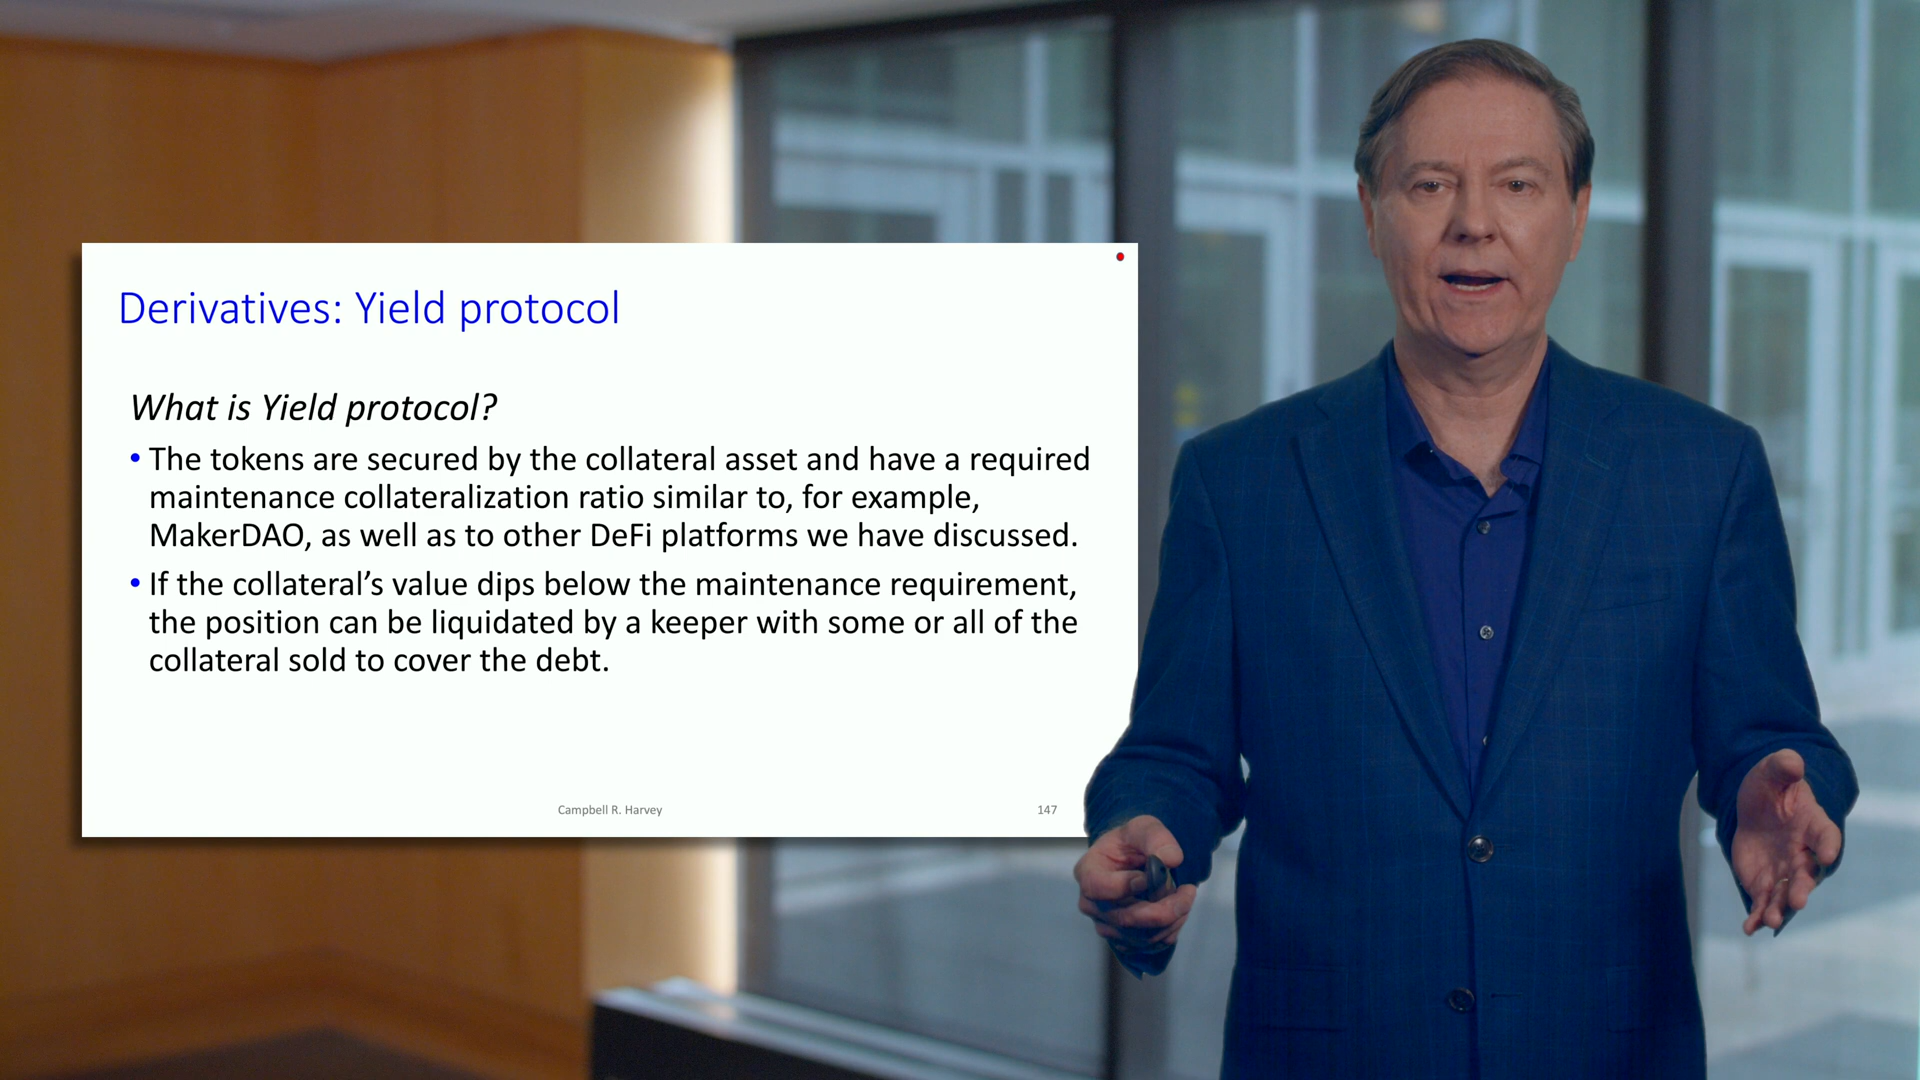 Derivatives: Yield protocol
What is Yield protocol?
• The tokens are secured by the collateral asset and have a required
maintenance collateralization ratio similar to, for example,
MakerDAO, as well as to other DeFi platforms we have discussed.
• If the collateral’s value dips below the maintenance requirement,
the position can be liquidated by a keeper with some or all of the
collateral sold to cover the debt.
Campbell R. Harvey
147